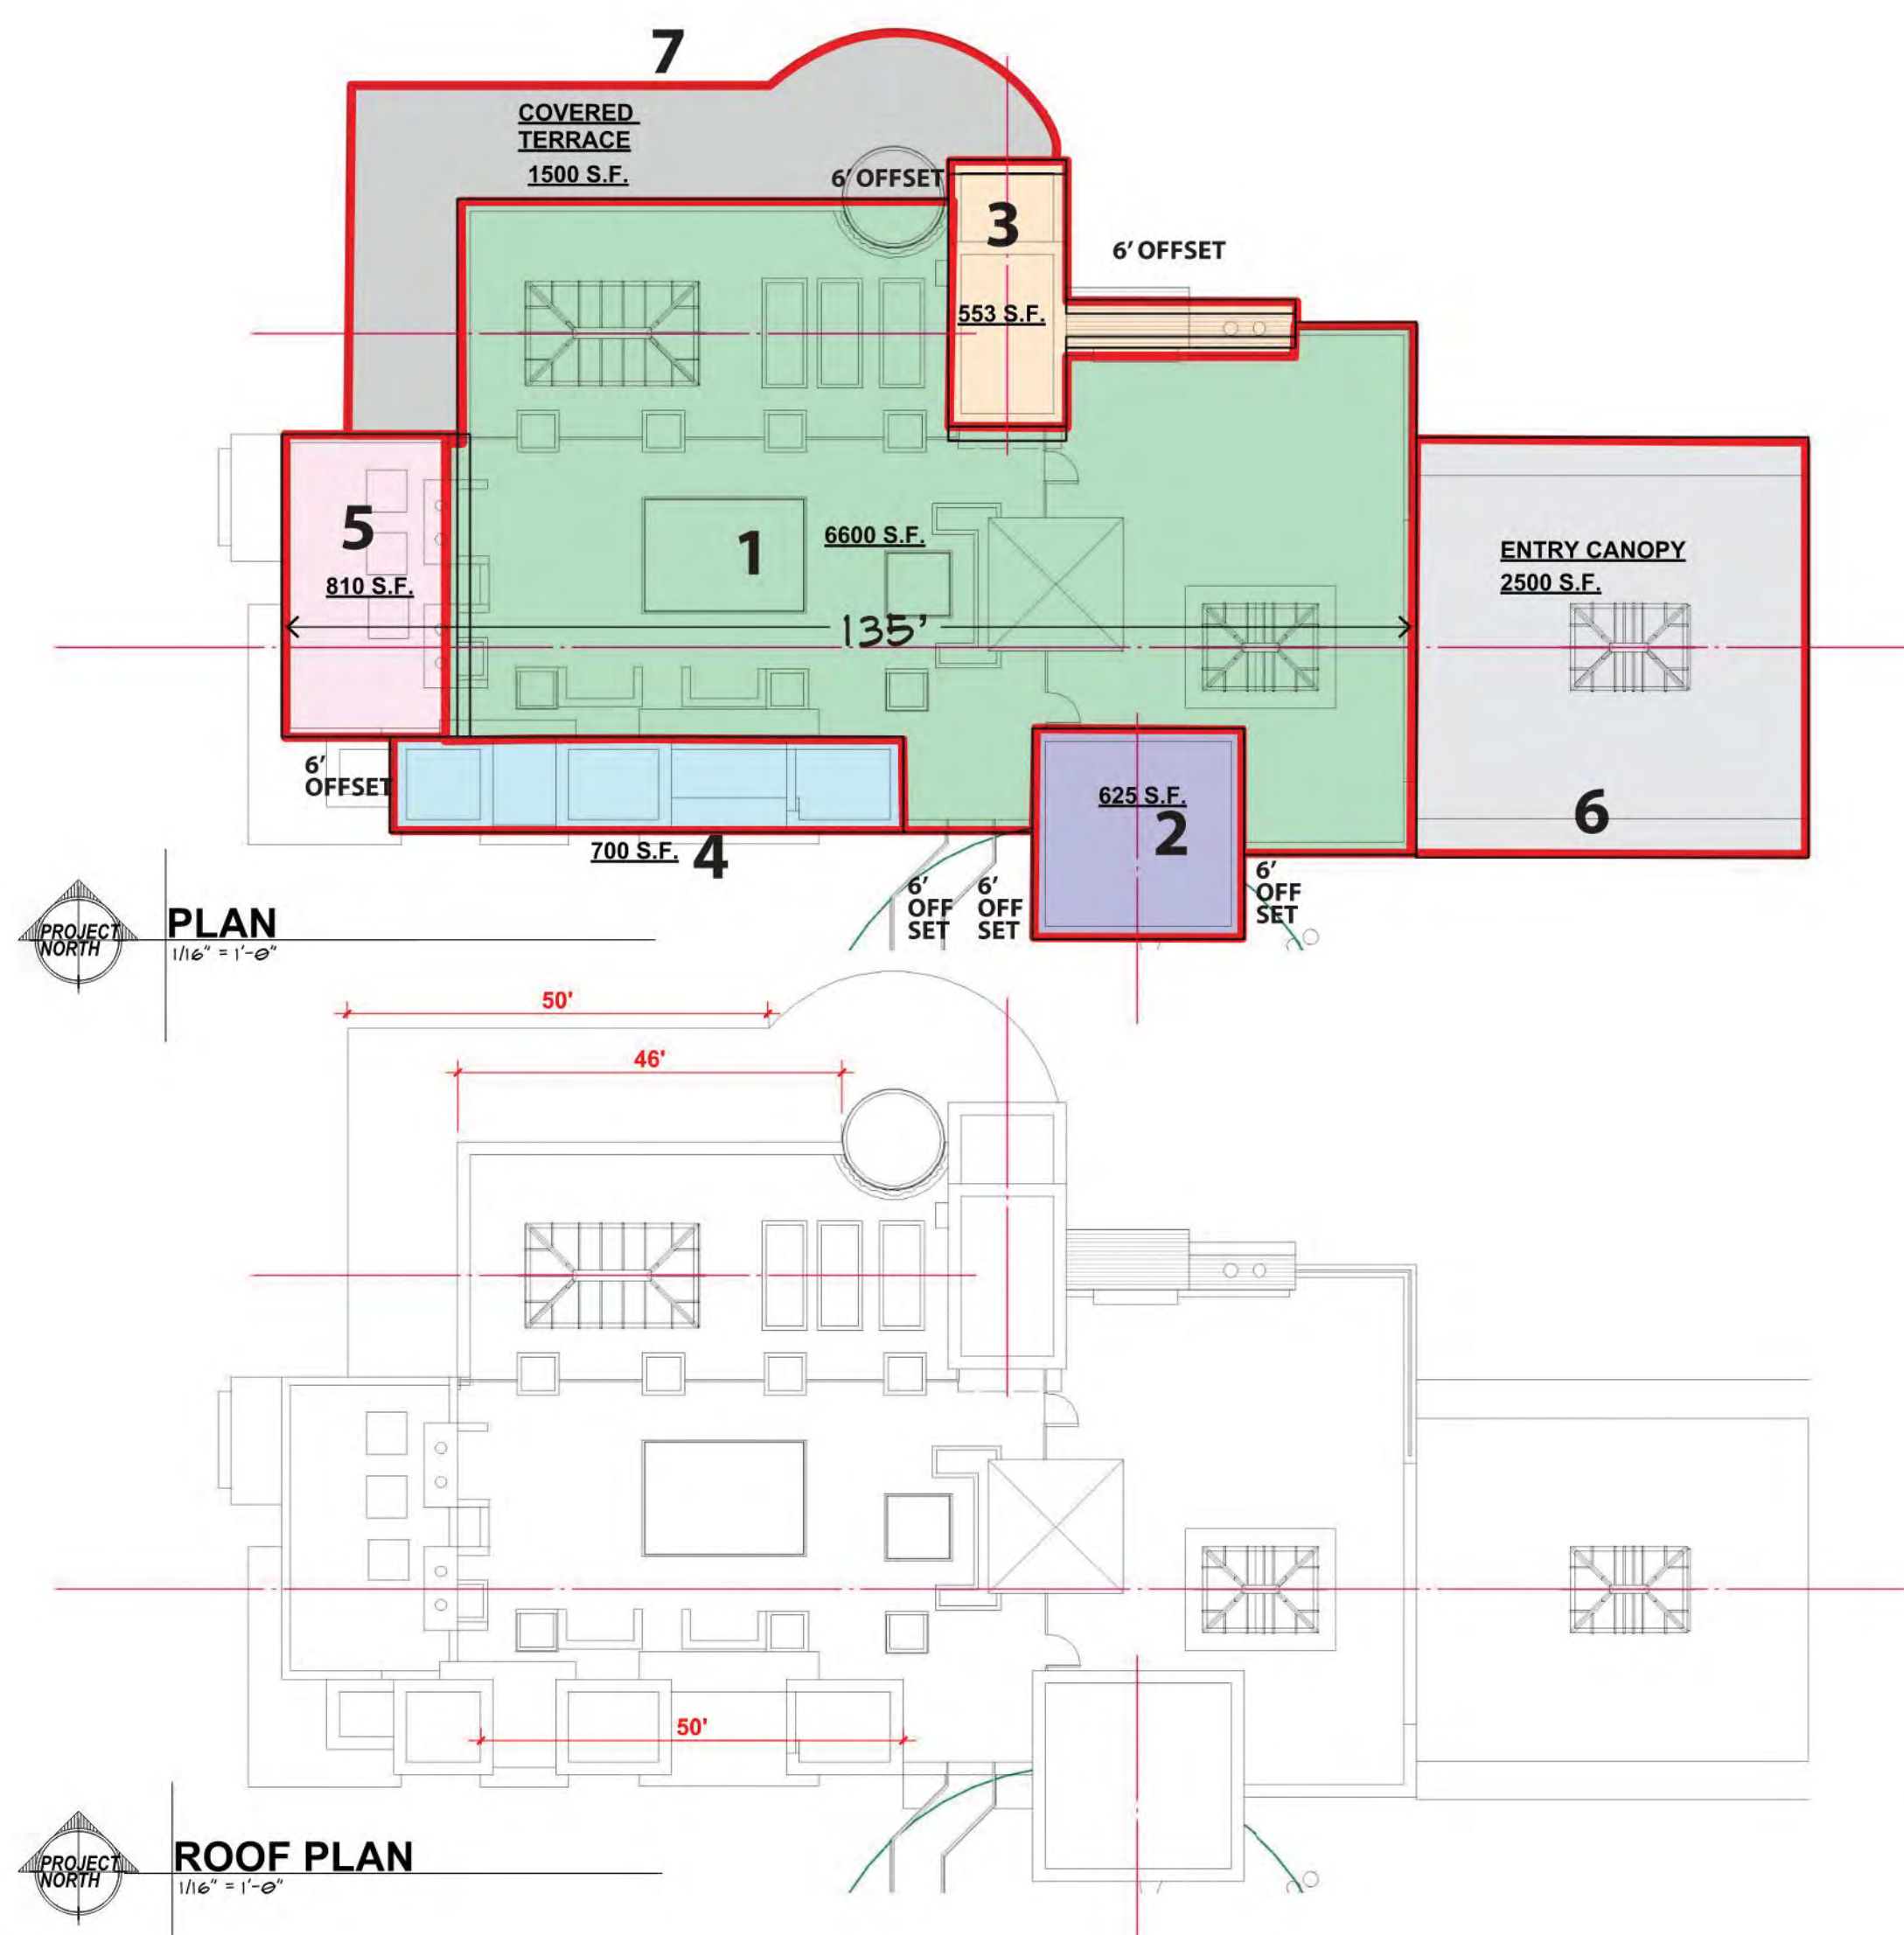 7
COVERED
TERRACE
1500 S.F.
6' OFFSET
3
6' OFFSET
553 S.F.
5
810 S.F.
1
6600 S.F.
135'
ENTRY CANOPY
2500 S.F.
6'
OFFSET
625 S.F.
2
6
700 S.F.
4
6'
OFF
SET
6'
OFF
SET
6'
OFF
SET
PROJECT
NORTH
PLAN
1/16" = 1'-0"
50'
46'
50'
PROJECT
NORTH
ROOF PLAN
1/16" = 1'-0"